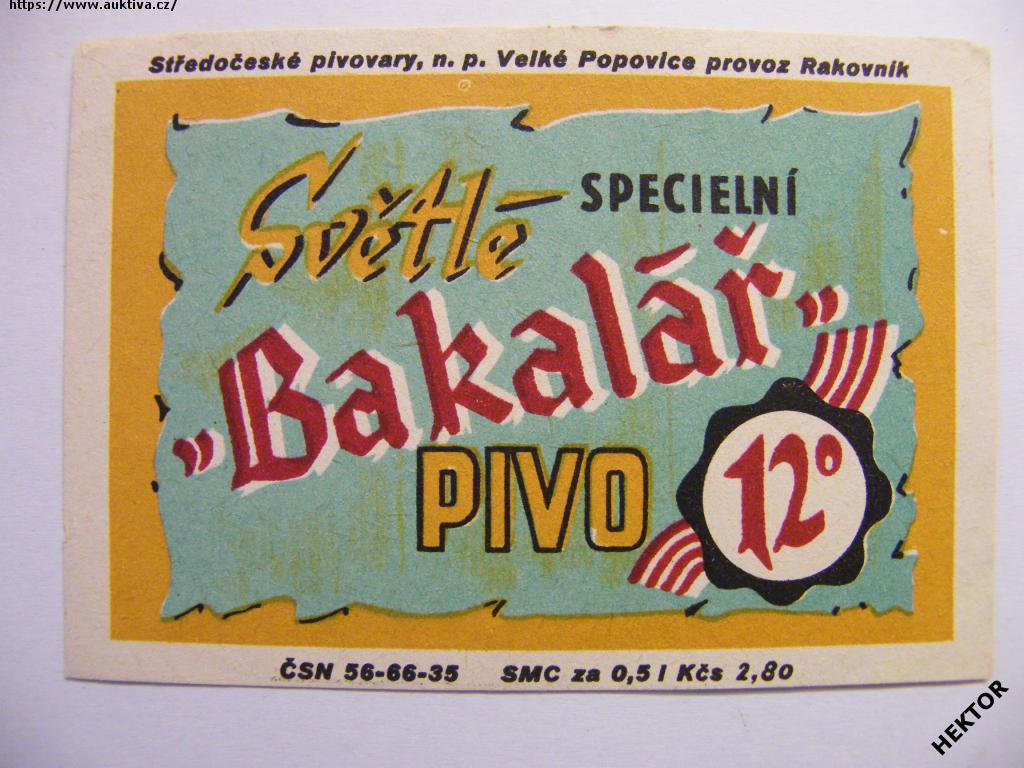 https://www.auktiva.cz/
Středočeské pivovary, n. p. Velké Popovice provoz Rakovník
Světlé SPECIELNÍ
„Bakalář"
PIVO 12°
ČSN 56-66-35 SMC za 0,5 l Kčs 2,80
HEKTOR